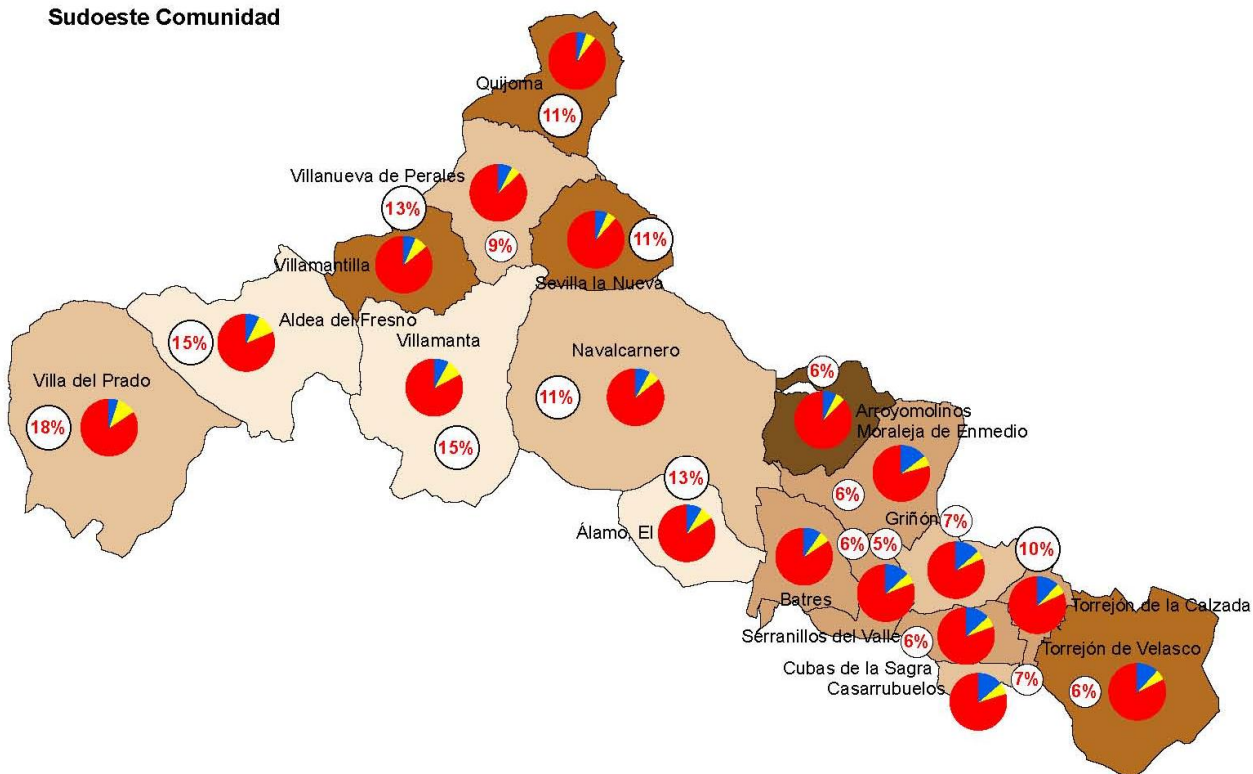 Sudoeste Comunidad
Quijorna
11%
Villanueva de Perales
13%
9%
11%
Villamantilla
Sevilla la Nueva
Aldea del Fresno
15%
Villamanta
Navalcarnero
6%
Villa del Prado
11%
Arroyomolinos
18%
Moraleja de Enmedio
15%
13%
6%
Griñón
7%
Álamo, El
6%
5%
10%
Batres
Torrejón de la Calzada
Serranillos del Valle
6%
Torrejón de Velasco
Cubas de la Sagra
7%
Casarrubuelos
6%